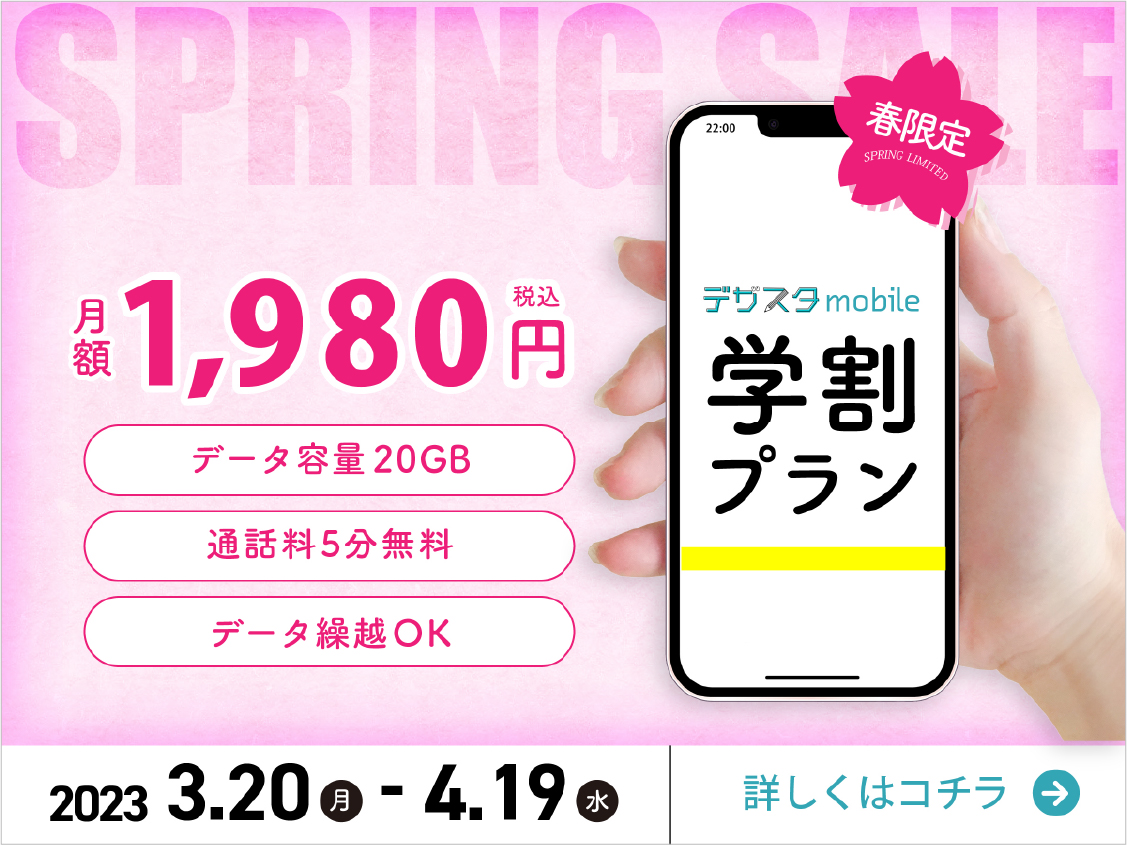 SPRING SALE
春限定
SPRING LIMITED
22:00
月額 1,980 税込 円
データ容量20GB
通話料5分無料
データ繰越OK
デザスタmobile
学割
プラン
2023 3.20 月 - 4.19 水
詳しくはコチラ